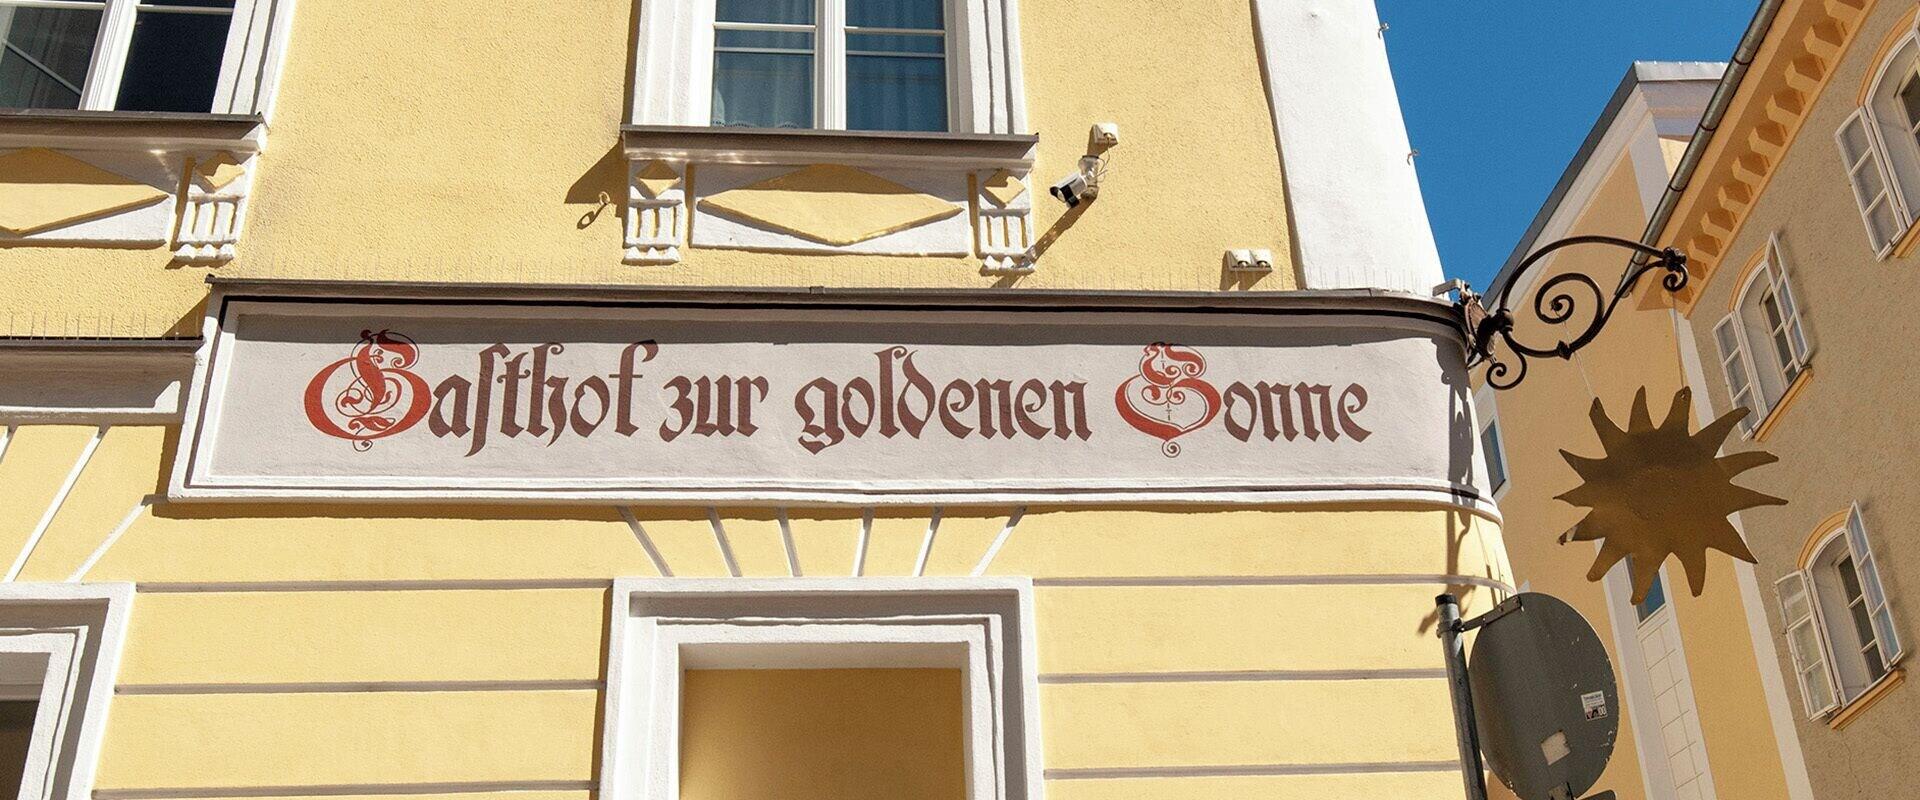 Gasthof zur goldenen Sonne